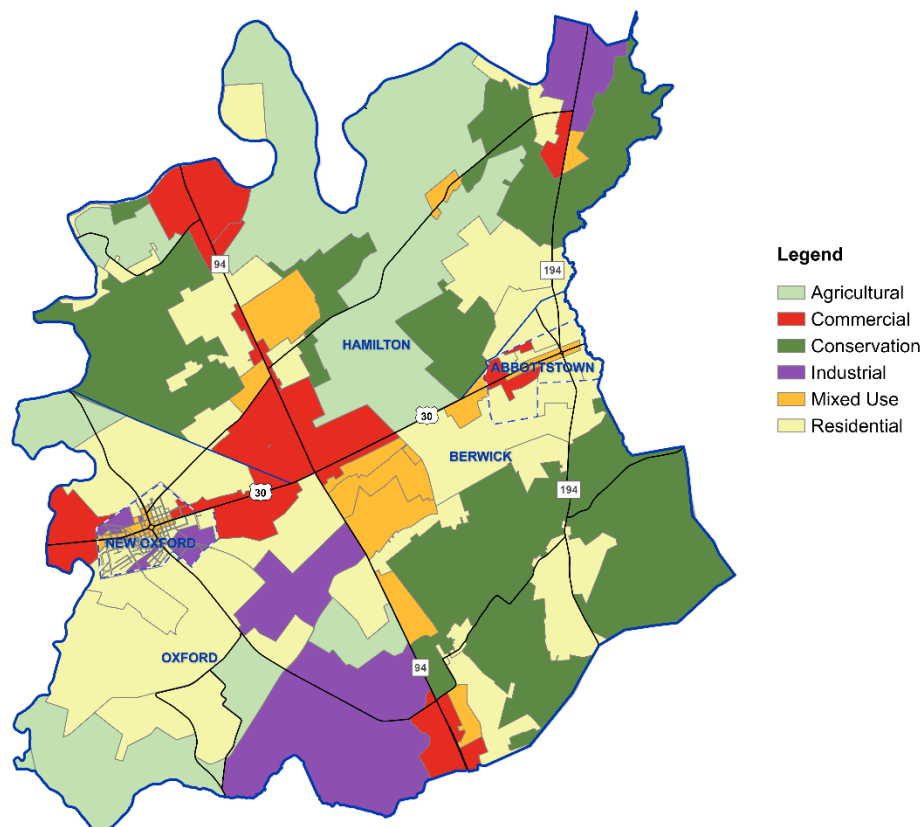 94
194
HAMILTON
ABBOTTSTOWN
30
BERWICK
30
194
NEW OXFORD
OXFORD
94
Legend
Agricultural
Commercial
Conservation
Industrial
Mixed Use
Residential